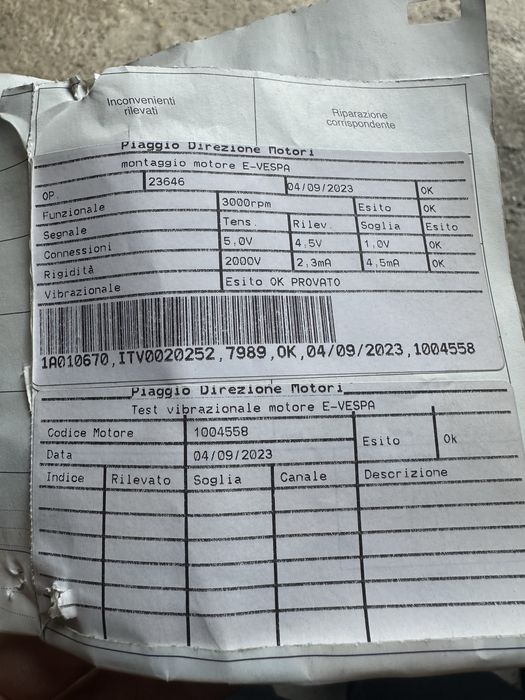 Inconvenienti
rilevati
Riparazione
corrispondente
Piaggio Direzione Motori
montaggio motore E-VESPA
OP. 23646 04/09/2023 OK
Funzionale 3000rpm Esito OK
Segnale Tens. Rilev. Soglia Esito
Connessioni 5,0V 4,5V 1,0V OK
Rigidità 2000V 2,3mA 4,5mA OK
Vibrazionale Esito OK PROVATO
1A010670,ITV0020252,7989,OK,04/09/2023,1004558
Piaggio Direzione Motori
Test vibrazionale motore E-VESPA
Codice Motore 1004558 Esito Ok
Data 04/09/2023
Indice Rilevato Soglia Canale Descrizione